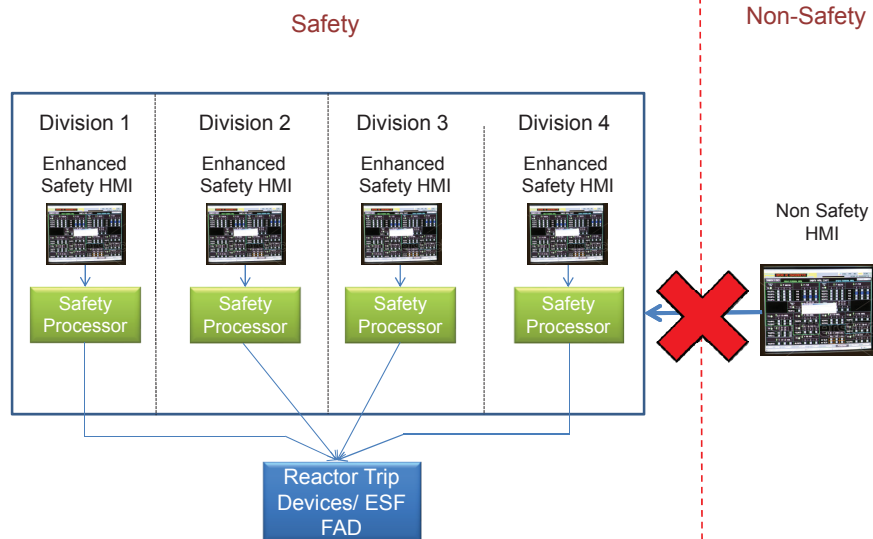 Safety
Non-Safety
Division 1
Division 2
Division 3
Division 4
Enhanced
Safety HMI
Enhanced
Safety HMI
Enhanced
Safety HMI
Enhanced
Safety HMI
Non Safety
HMI
Safety
Processor
Safety
Processor
Safety
Processor
Safety
Processor
Reactor Trip
Devices/ ESF
FAD